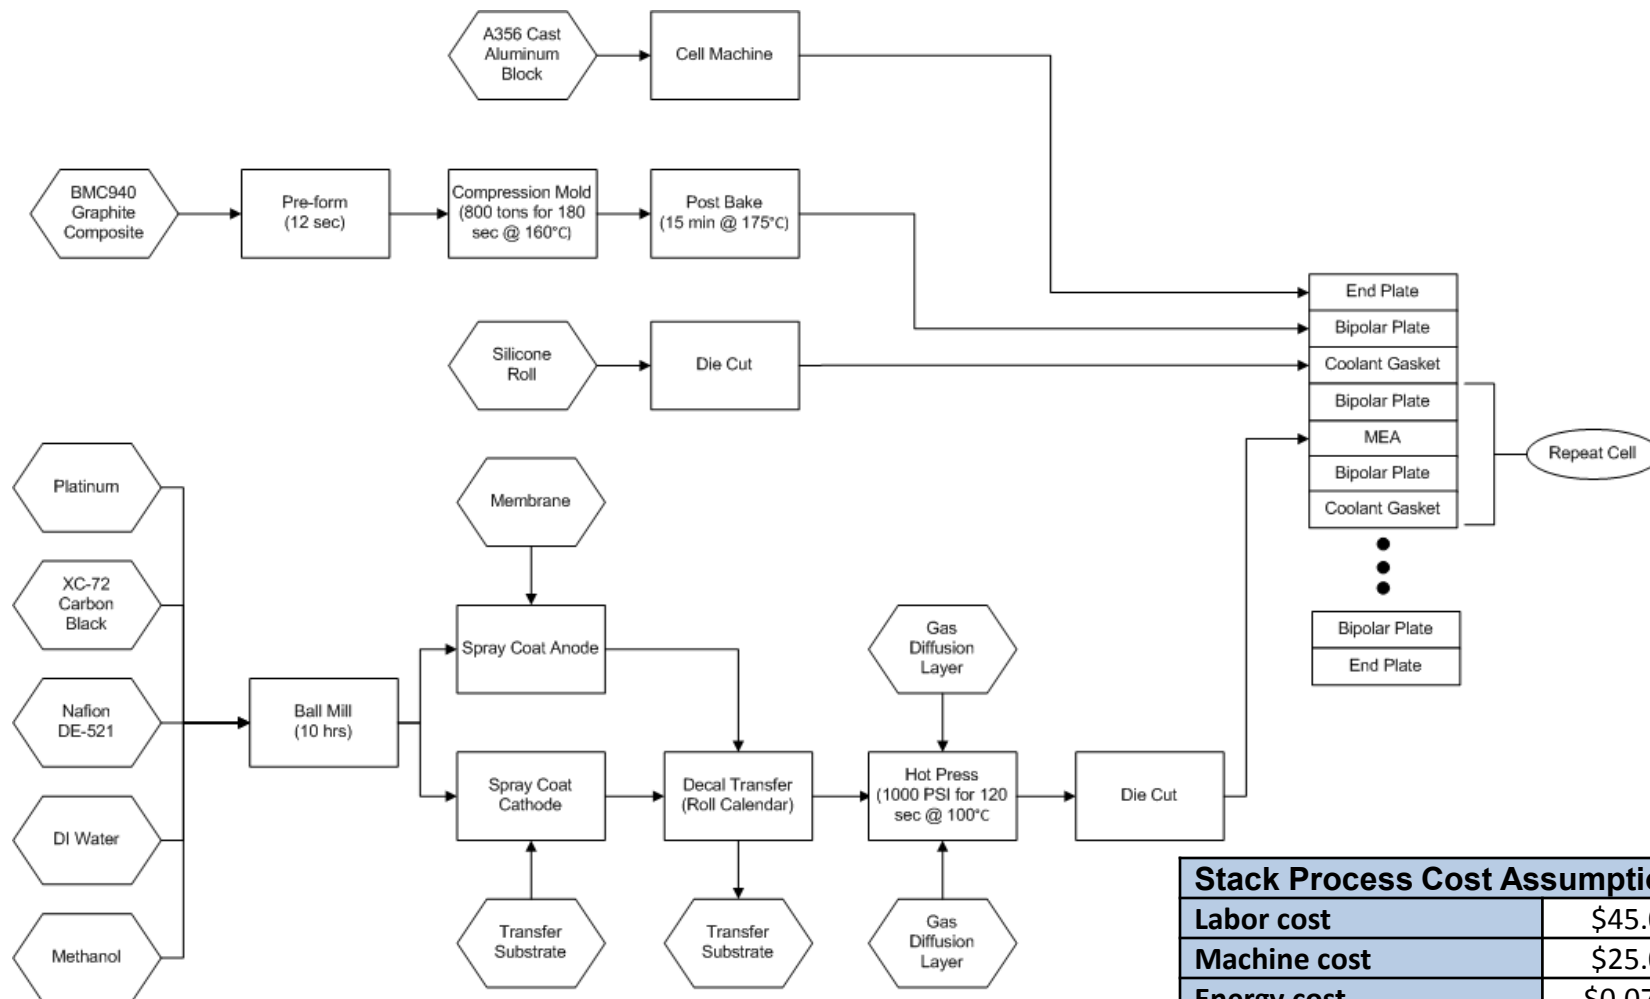 A356 Cast
Aluminum
Block
Cell Machine
BMC940
Graphite
Composite
Pre-form
(12 sec)
Compression Mold
(800 tons for 180
sec @ 160°C)
Post Bake
(15 min @ 175°C)
Silicone
Roll
Die Cut
End Plate
Bipolar Plate
Coolant Gasket
Bipolar Plate
MEA
Bipolar Plate
Coolant Gasket
Repeat Cell
Bipolar Plate
End Plate
Platinum
XC-72
Carbon
Black
Nafion
DE-521
DI Water
Methanol
Ball Mill
(10 hrs)
Membrane
Spray Coat Anode
Spray Coat
Cathode
Transfer
Substrate
Decal Transfer
(Roll Calendar)
Transfer
Substrate
Gas
Diffusion
Layer
Hot Press
(1000 PSI for 120
sec @ 100°C
Gas
Diffusion
Layer
Die Cut
Stack Process Cost
Labor cost
Machine cost
Energy cost